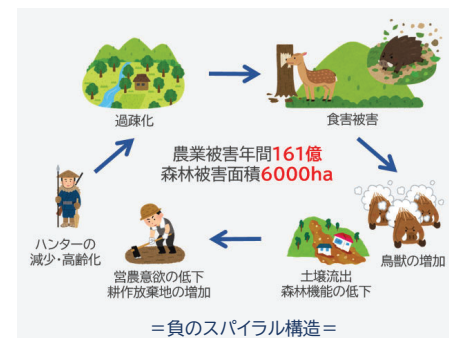 過疎化
食害被害
農業被害年間161億
森林被害面積6000ha
鳥獣の増加
土壌流出
森林機能の低下
営農意欲の低下
耕作放棄地の増加
ハンターの
減少・高齢化
＝負のスパイラル構造＝